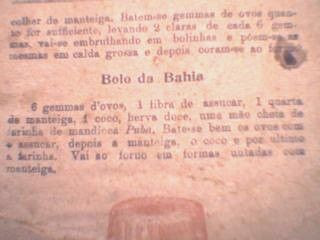 colher de manteiga. Batem-se gemmas de ovos quan-
to for sufficiente, levando 2 claras de cada 6 gem-
mas, vai-se embruthando em bolinhas e põem-se as
mesmas em calda grossa e depois coram-se ao
Bolo da Bahia
6 gemmas d'ovos, 1 libra de assucar, 1 quarta
de manteiga, 1 coco, herva doce, uma mão cheia de
farinha de mandioca Puba. Bate-se bem os ovos com
o assucar, depois a manteiga, o coco e por ultimo
a farinha. Vai ao forno em formas untadas com
manteiga.